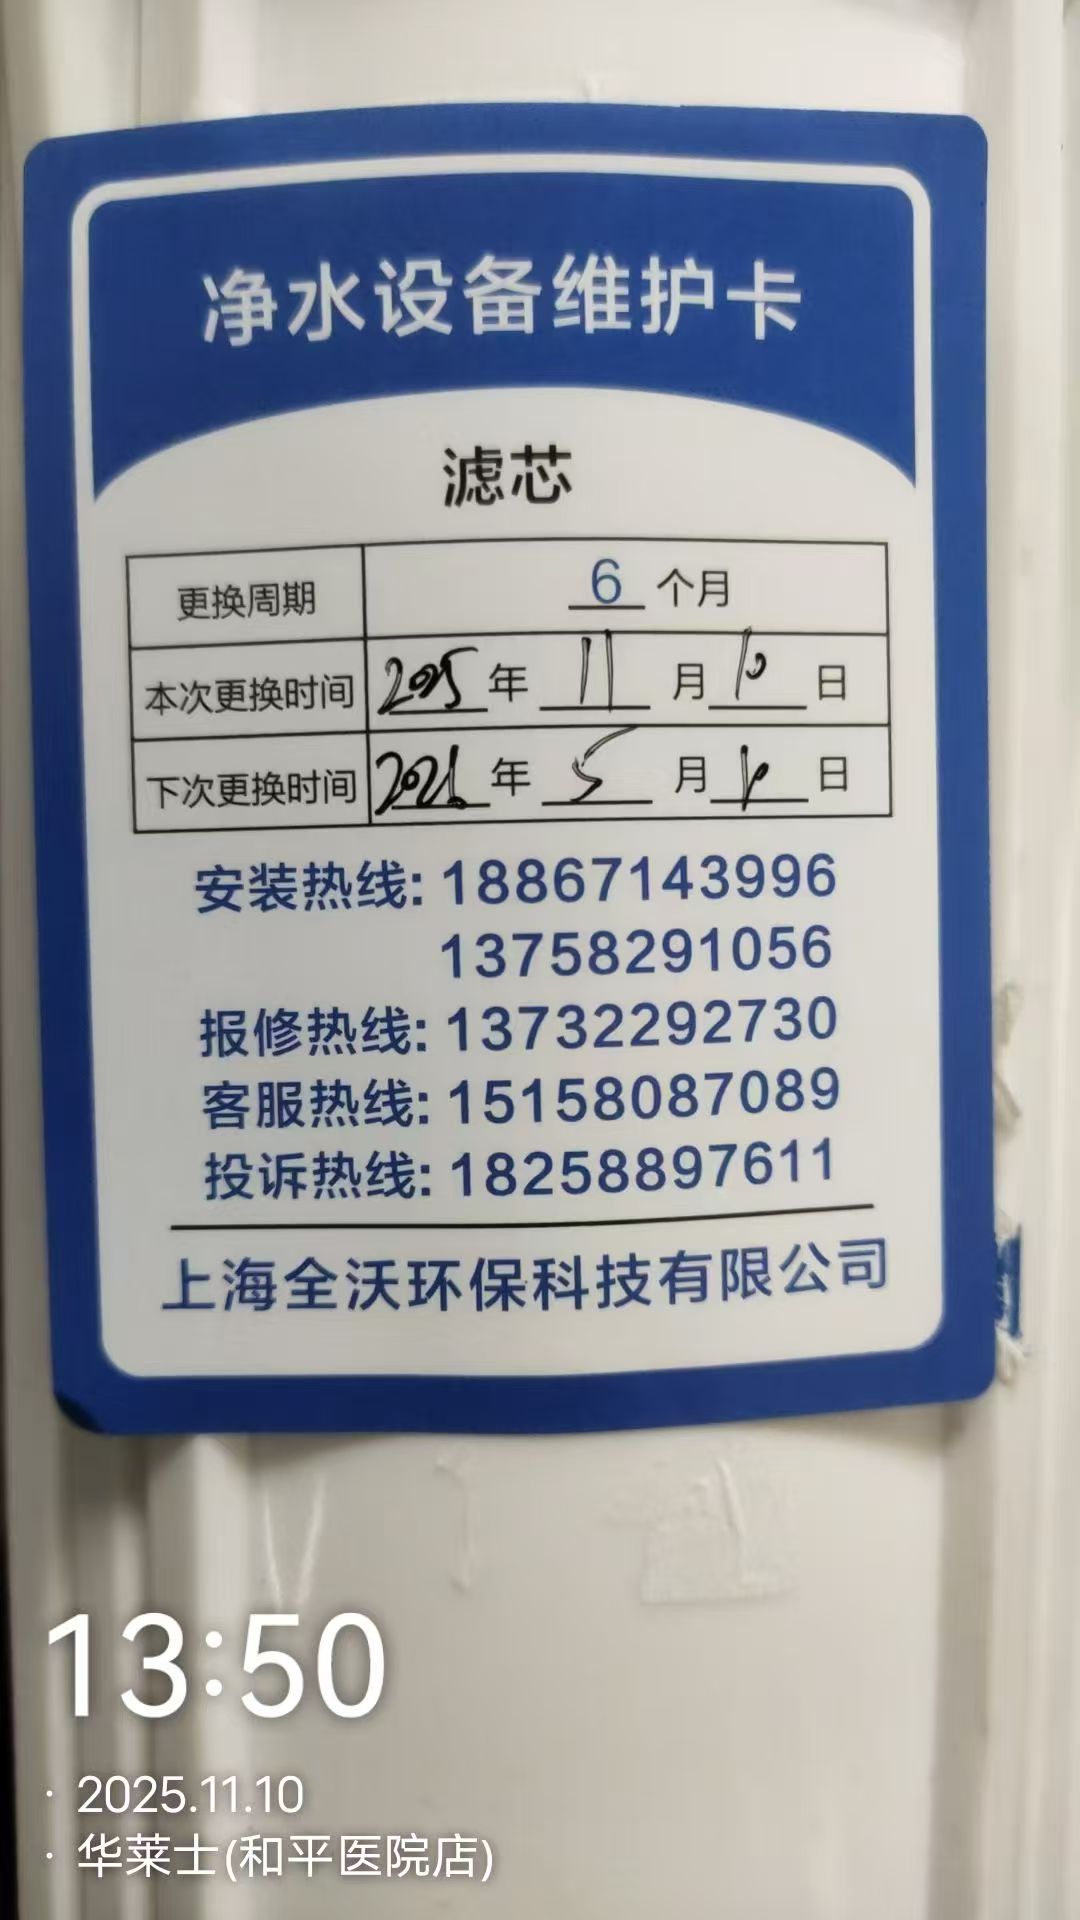 净水设备维护卡
滤芯
更换周期 6 个月
本次更换时间 2025 年 11 月 10 日
下次更换时间 2026 年 5 月 10 日
安装热线: 18867143996
13758291056
报修热线: 13732292730
客服热线: 15158087089
投诉热线: 18258897611
上海全沃环保科技有限公司
13:50
· 2025.11.10
· 华莱士(和平医院店)